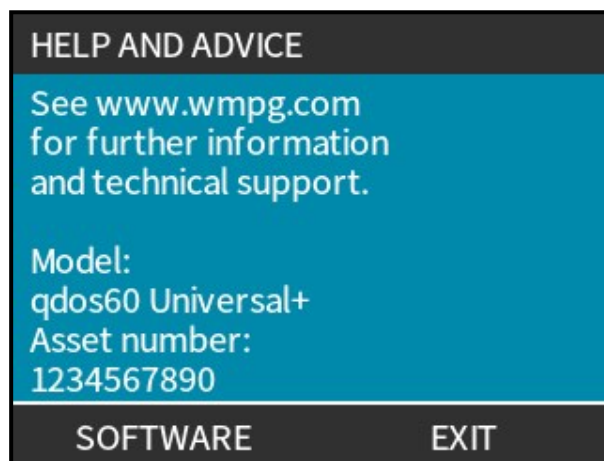 HELP AND ADVICE
See www.wmpg.com
for further information
and technical support.
Model:
qdos60 Universal+
Asset number:
1234567890
SOFTWARE EXIT